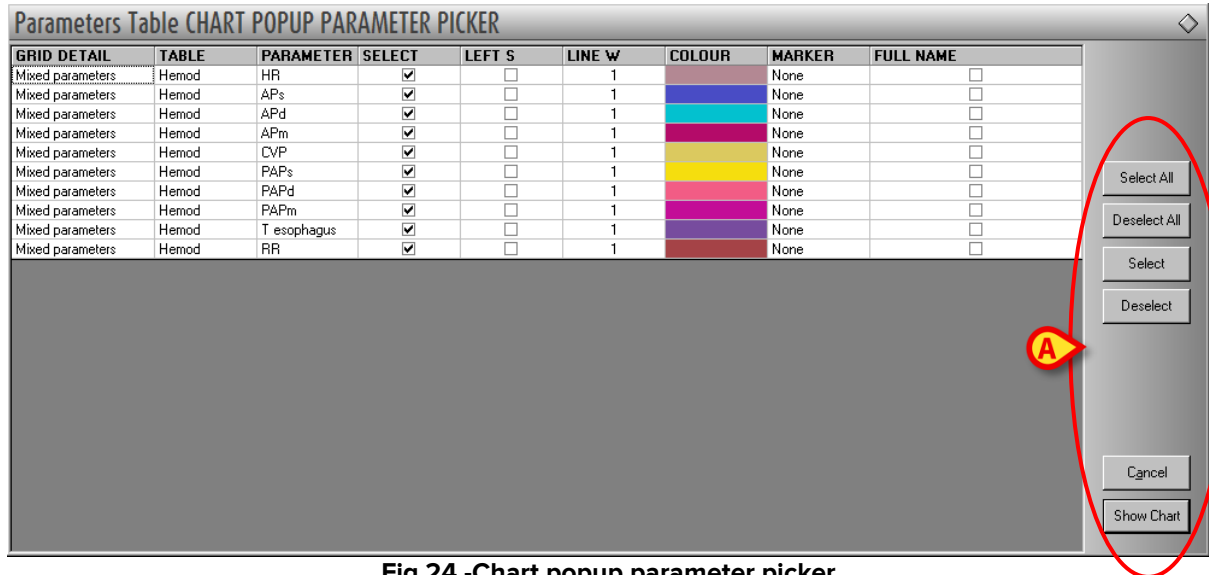 Parameters Table CHART POPUP PARAMETER PICKER
GRID DETAIL TABLE PARAMETER SELECT LEFT S LINE W COLOUR MARKER FULL NAME
Mixed parameters Hemod HR 1 None
Mixed parameters Hemod APs 1 None
Mixed parameters Hemod APd 1 None
Mixed parameters Hemod APm 1 None
Mixed parameters Hemod CVP 1 None
Mixed parameters Hemod PAPs 1 None
Mixed parameters Hemod PAPd 1 None
Mixed parameters Hemod PAPm 1 None
Mixed parameters Hemod T esophagus 1 None
Mixed parameters Hemod RR 1 None
Select All
Deselect All
Select
Deselect
A
Cancel
Show Chart
Fig 24 -Chart popup parameter picker